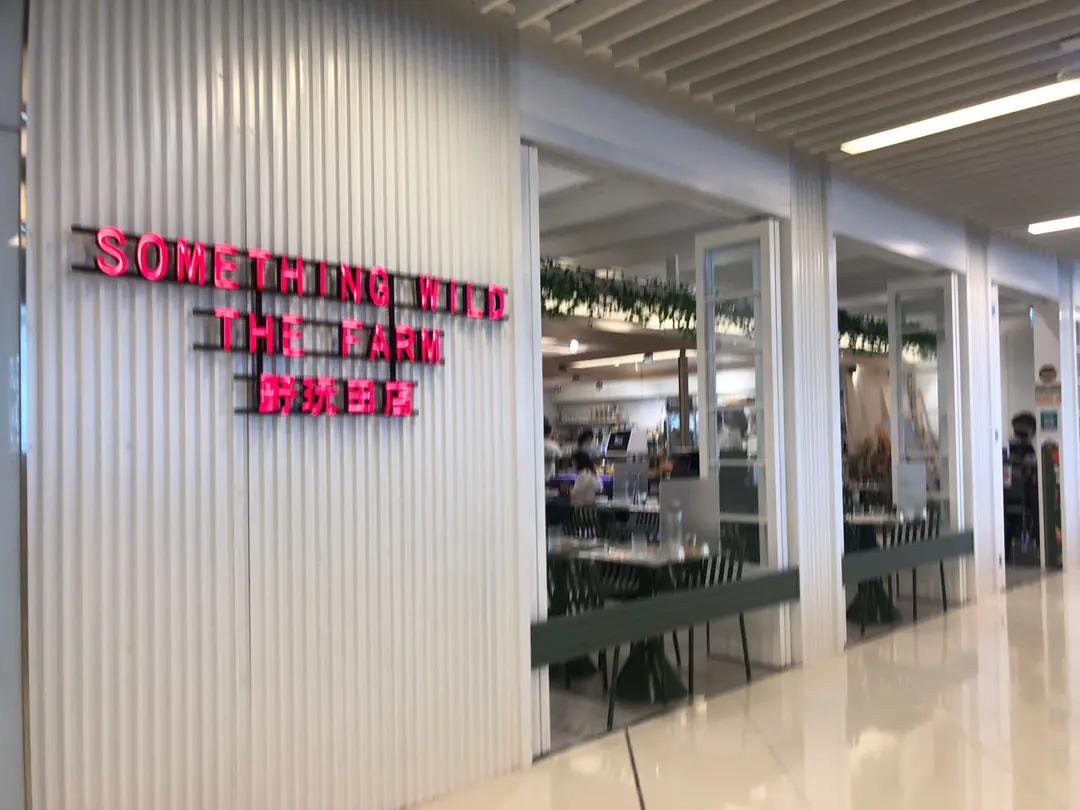 SOMETHING WILD
THE FARM
野玩田店